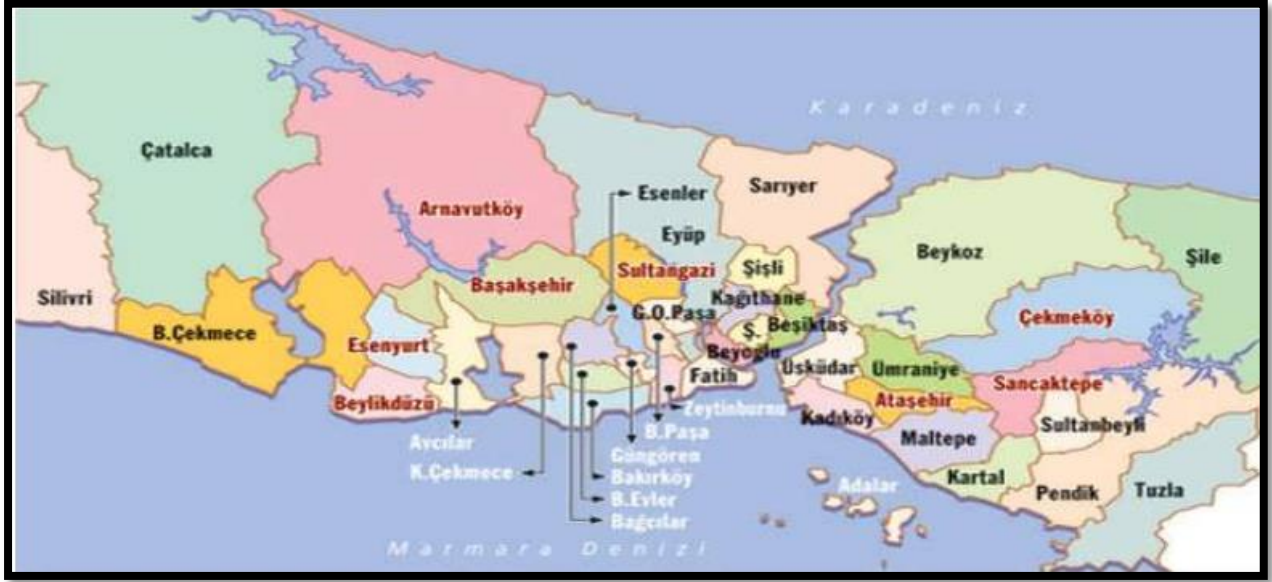 Karadeniz
Çatalca
Sarıyer
Esenler
Arnavutköy
Eyüp
Beykoz
Şile
Sultangazi
Şişli
Başakşehir
Silivri
Kağıthane
G.O.Paşa
Çekmeköy
B.Çekmece
Ş.
Beşiktaş
Esenyurt
Beyoğlu
Üsküdar
Ümraniye
Fatih
Sancaktepe
Ataşehir
Beylikdüzü
Zeytinburnu
Kadıköy
Sultanbeyli
Avcılar
B.Paşa
Maltepe
Güngören
K.Çekmece
Bakırköy
Adalar
Kartal
B.Evler
Pendik
Tuzla
Bağcılar
Marmara Denizi